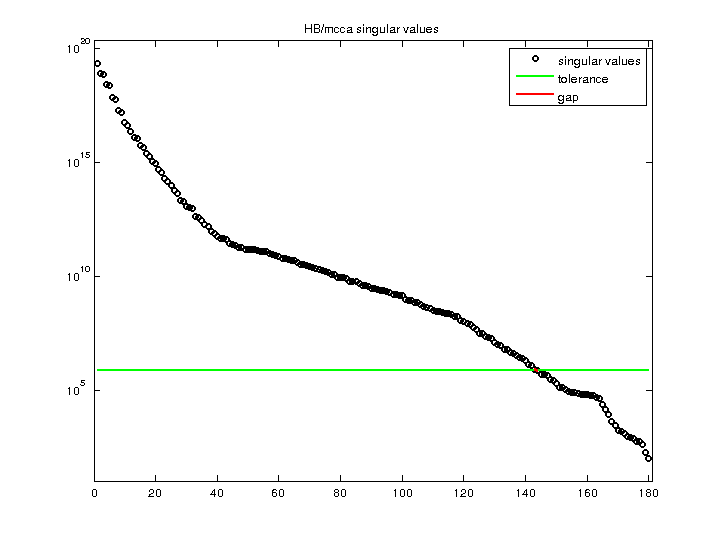 HB/mcca singular values
singular values
tolerance
gap
10^20
10^15
10^10
10^5
0 20 40 60 80 100 120 140 160 180